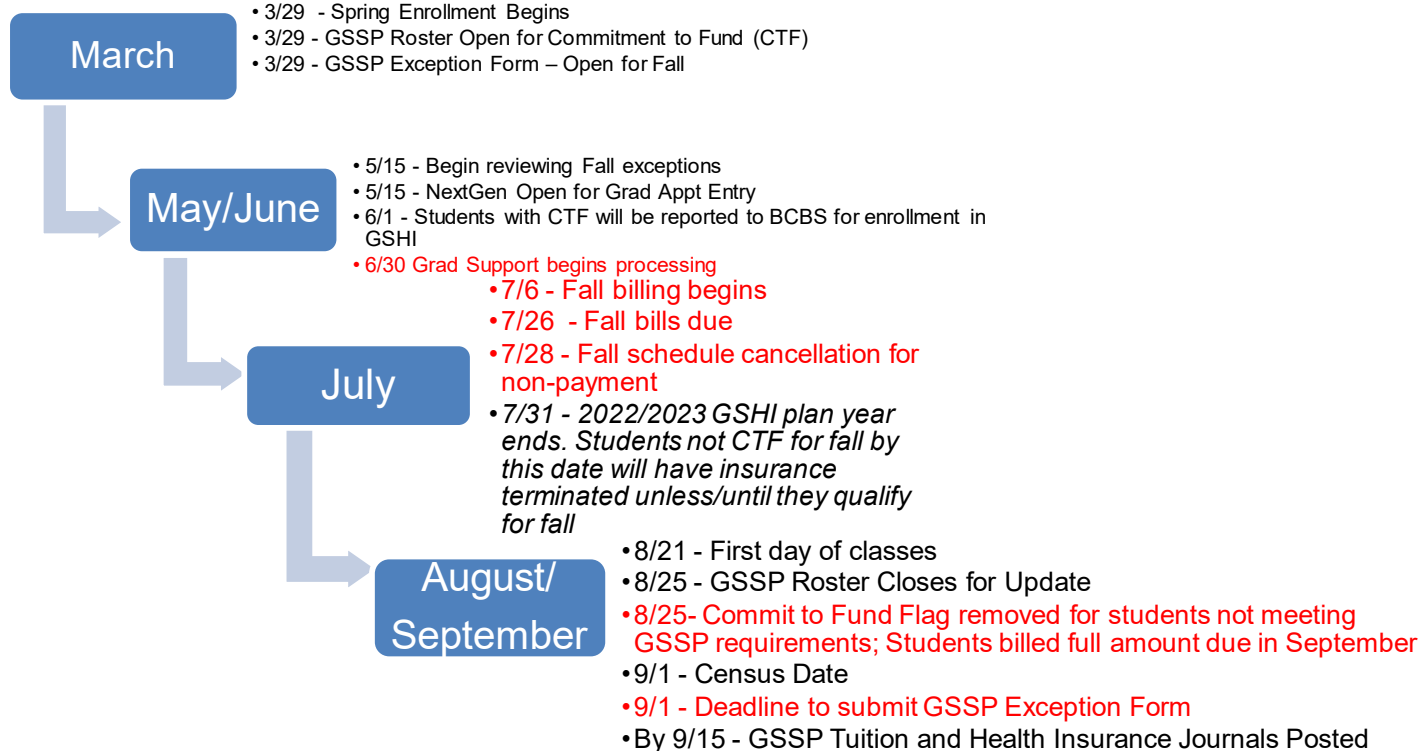 March
• 3/29 - Spring Enrollment Begins
• 3/29 - GSSP Roster Open for Commitment to Fund (CTF)
• 3/29 - GSSP Exception Form – Open for Fall
May/June
• 5/15 - Begin reviewing Fall exceptions
• 5/15 - NextGen Open for Grad Appt Entry
• 6/1 - Students with CTF will be reported to BCBS for enrollment in
GSHI
• 6/30 Grad Support begins processing
July
•7/6 - Fall billing begins
•7/26 - Fall bills due
•7/28 - Fall schedule cancellation for
non-payment
•7/31 - 2022/2023 GSHI plan year
ends. Students not CTF for fall by
this date will have insurance
terminated unless/until they qualify
for fall
August/
September
•8/21 - First day of classes
•8/25 - GSSP Roster Closes for Update
•8/25- Commit to Fund Flag removed for students not meeting
GSSP requirements; Students billed full amount due in September
•9/1 - Census Date
•9/1 - Deadline to submit GSSP Exception Form
•By 9/15 - GSSP Tuition and Health Insurance Journals Posted